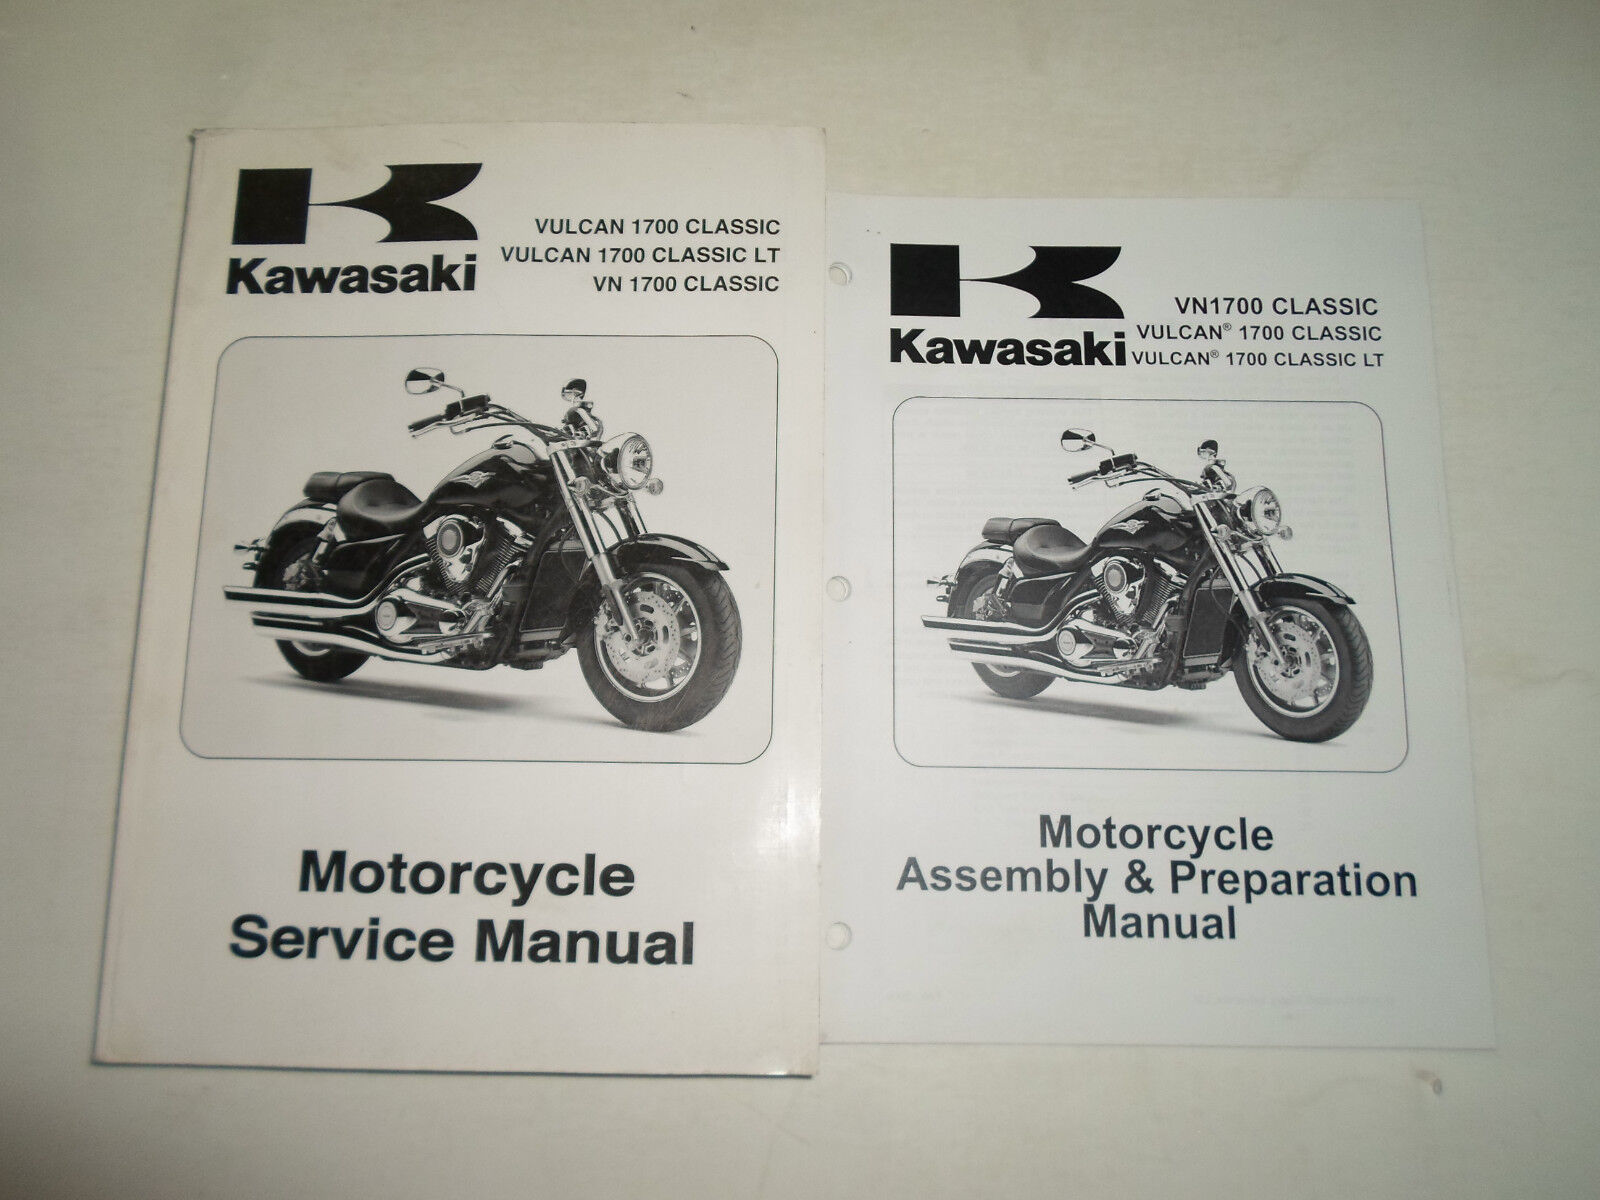 Kawasaki
VULCAN 1700 CLASSIC
VULCAN 1700 CLASSIC LT
VN 1700 CLASSIC
Motorcycle
Service Manual
Kawasaki
VN1700 CLASSIC
VULCAN® 1700 CLASSIC
VULCAN® 1700 CLASSIC LT
Motorcycle
Assembly & Preparation
Manual